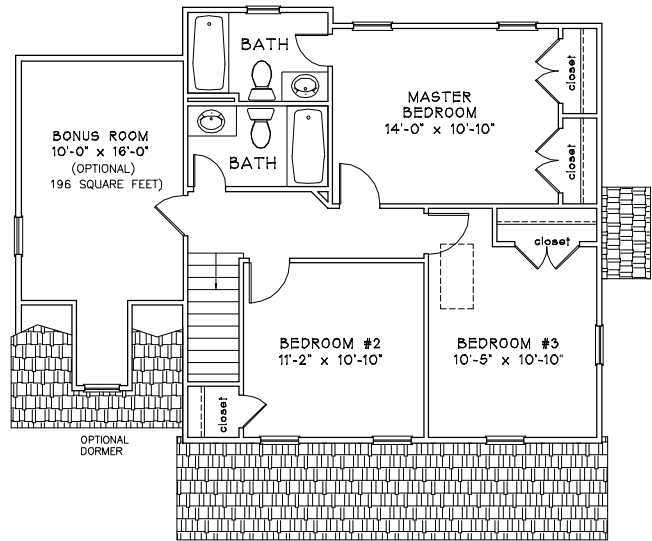 BATH
MASTER
BEDROOM
14'-0" x 10'-10"
closet
BONUS ROOM
10'-0" x 16'-0"
(OPTIONAL)
196 SQUARE FEET)
BATH
closet
closet
BEDROOM #2
11'-2" x 10'-10"
BEDROOM #3
10'-5" x 10'-10"
closet
OPTIONAL
DORMER